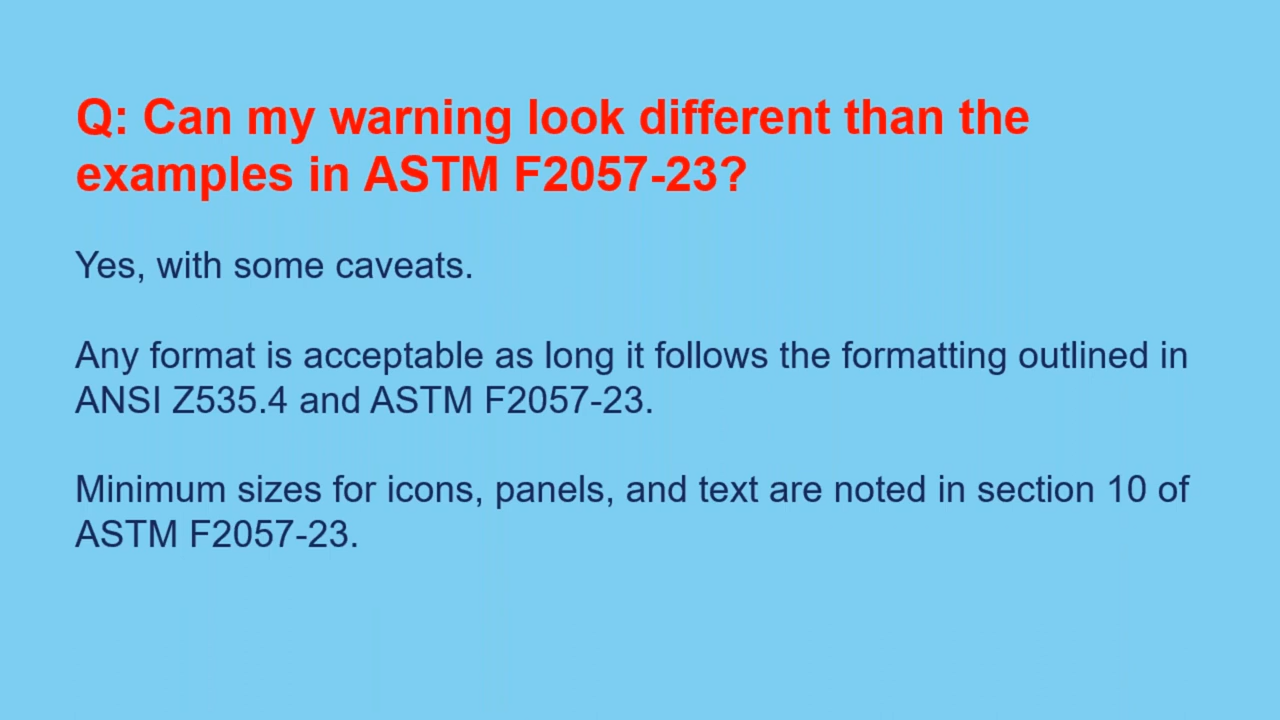 Q: Can my warning look different than the
examples in ASTM F2057-23?
Yes, with some caveats.
Any format is acceptable as long it follows the formatting outlined in
ANSI Z535.4 and ASTM F2057-23.
Minimum sizes for icons, panels, and text are noted in section 10 of
ASTM F2057-23.